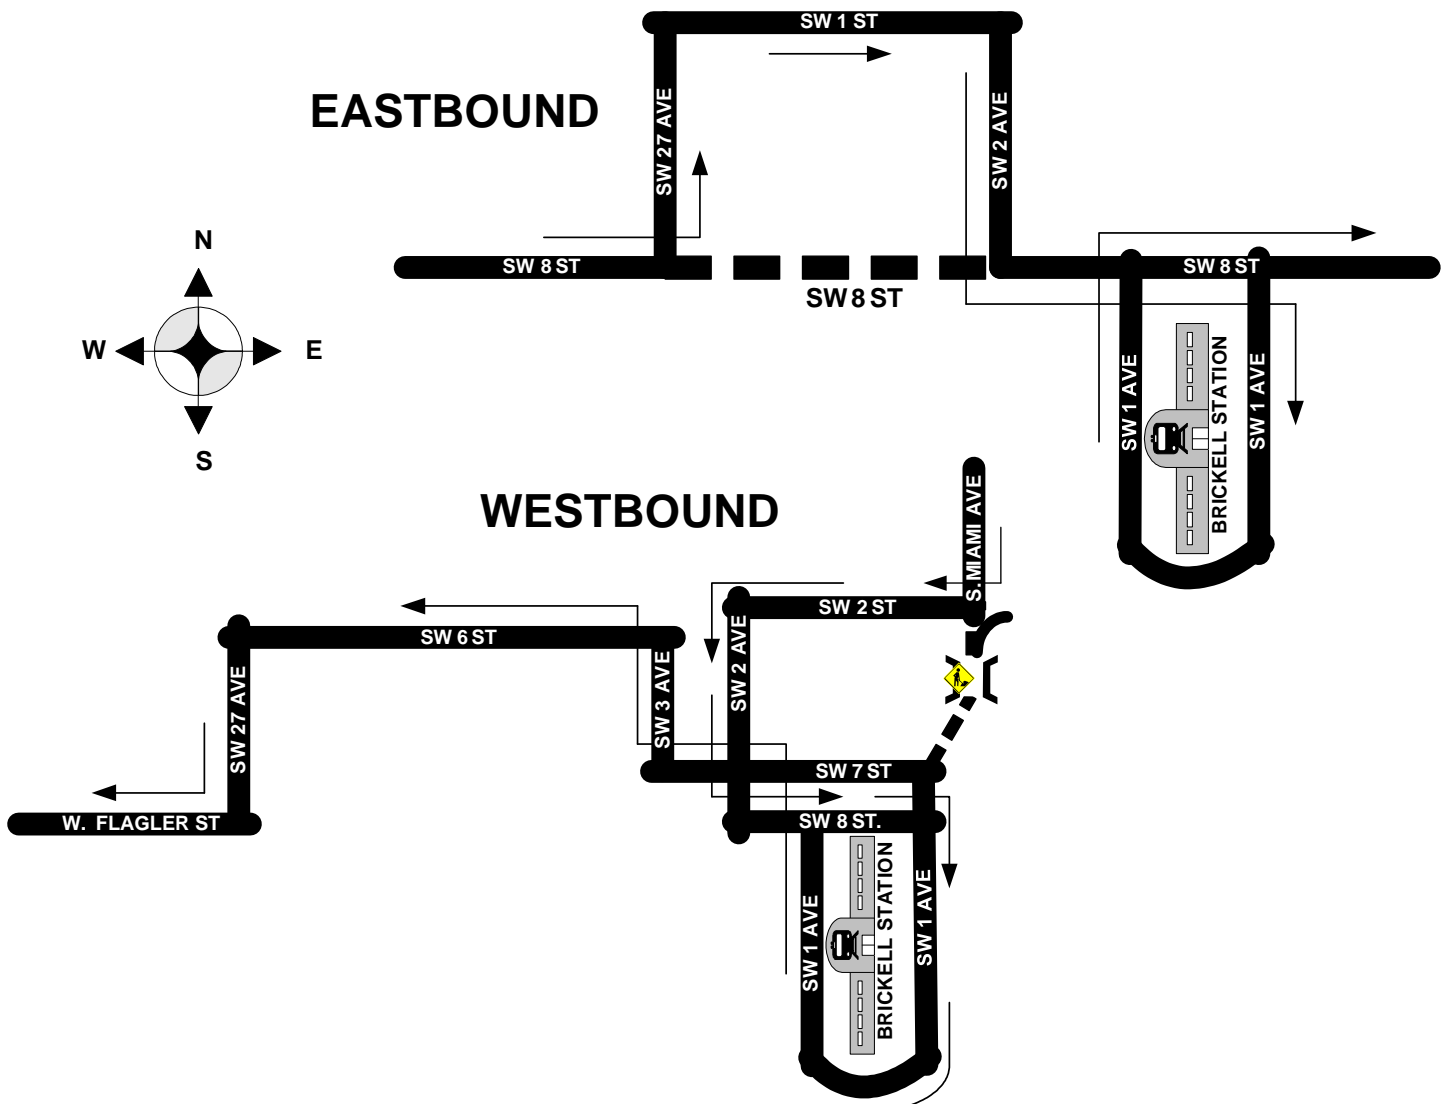 SW 1 ST
EASTBOUND
SW 27 AVE
SW 2 AVE
N
SW 8 ST
SW 8 ST
SW 8 ST
W
E
S
SW 1 AVE
BRICKELL STATION
SW 1 AVE
WESTBOUND
S. MIAMI AVE
SW 2 ST
SW 6 ST
SW 2 AVE
SW 27 AVE
SW 3 AVE
SW 7 ST
W. FLAGLER ST
SW 8 ST.
SW 1 AVE
BRICKELL STATION
SW 1 AVE